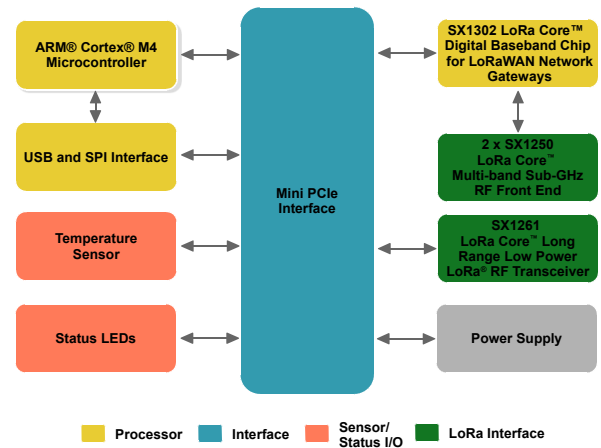 ARM® Cortex® M4
Microcontroller
USB and SPI Interface
Temperature
Sensor
Status LEDs
Mini PCIe
Interface
SX1302 LoRa Core™
Digital Baseband Chip
for LoRaWAN Network
Gateways
2 x SX1250
LoRa Core™
Multi-band Sub-GHz
RF Front End
SX1261
LoRa Core™ Long
Range Low Power
LoRa® RF Transceiver
Power Supply
Processor
Interface
Sensor/
Status I/O
LoRa Interface